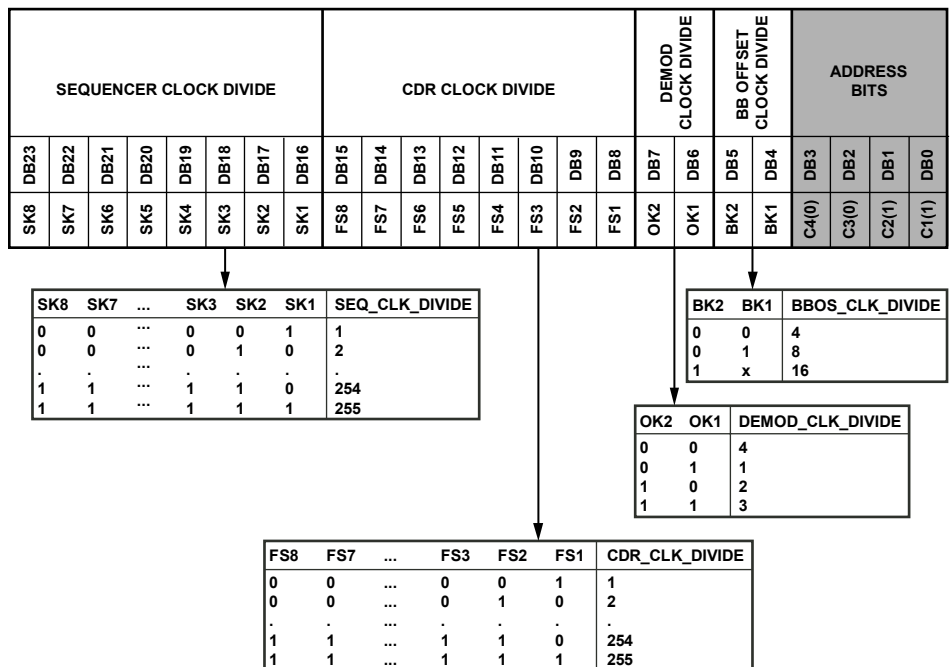 SEQUENCER CLOCK DIVIDE
CDR CLOCK DIVIDE
DEMOD
CLOCK DIVIDE
BB OFFSET
CLOCK DIVIDE
ADDRESS
BITS
DB23 DB22 DB21 DB20 DB19 DB18 DB17 DB16 DB15 DB14 DB13 DB12 DB11 DB10 DB9 DB8 DB7 DB6 DB5 DB4 DB3 DB2 DB1 DB0
SK8 SK7 SK6 SK5 SK4 SK3 SK2 SK1 FS8 FS7 FS6 FS5 FS4 FS3 FS2 FS1 OK2 OK1 BK2 BK1 C4(0) C3(0) C2(1) C1(1)
SK8 SK7 ... SK3 SK2 SK1 SEQ_CLK_DIVIDE
0 0 ... 0 0 1 1
0 0 ... 0 1 0 2
. . ... . . . .
1 1 ... 1 1 0 254
1 1 ... 1 1 1 255
BK2 BK1 BBOS_CLK_DIVIDE
0 0 4
0 1 8
1 x 16
OK2 OK1 DEMOD_CLK_DIVIDE
0 0 4
0 1 1
1 0 2
1 1 3
FS8 FS7 ... FS3 FS2 FS1 CDR_CLK_DIVIDE
0 0 ... 0 0 1 1
0 0 ... 0 1 0 2
. . ... . . . .
1 1 ... 1 1 0 254
1 1 ... 1 1 1 255